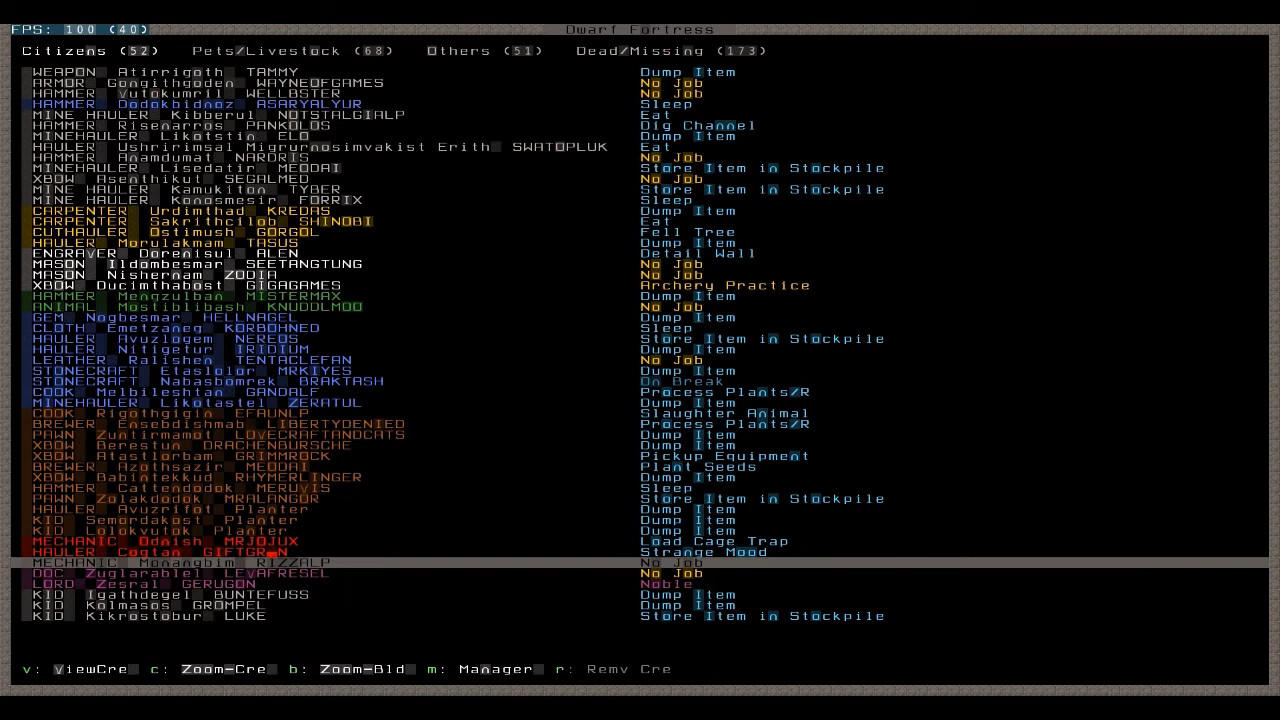 FPS: 100 (40) Dwarf Fortress
Citizens (52) Pets/Livestock (68) Others (51) Dead/Missing (173)
WEAPON Atirrigoth TAMMY Dump Item
ARMOR Gongithgoden WAYNEOFGAMES No Job
HAMMER Vutokumril WELLBSTER No Job
HAMMER Dodokbidnoz ASARYALYUR Sleep
MINE HAULER Kibberul NOTSTALGIALP Eat
HAMMER Risenarros PANKOLOS Dig Channel
MINEHAULER Likotstin ELO Dump Item
HAULER Ushririmsal Migrurnosimvakist Erith SWATOPLUK Eat
HAMMER Anamdumat NARDRIS No Job
MINEHAULER Lisedatir MEODAI Store Item in Stockpile
XBOW Asenthikut SEGALMED No Job
MINE HAULER Kamukiton TYBER Store Item in Stockpile
MINE HAULER Kongsmesir FORRIX Sleep
CARPENTER Urdimthad KREDAS Dump Item
CARPENTER Sakrithcilob SHINOBI Eat
CUTHAULER Ostimush GORGOL Fell Tree
HAULER Morulakmam TASUS Dump Item
ENGRAVER Dorenisul ALEN Detail Wall
MASON Ildombesmar SEETANGTUNG No Job
MASON Nishernam ZODIA No Job
XBOW Ducimthabost GIGAGAMES Archery Practice
HAMMER Mengzulban MISTERMAX Dump Item
ANIMAL Mostiblibash KNUDDLMOO No Job
GEM Nogbesmar HELLNAGEL Dump Item
CLOTH Emetzaneg KORBOHNED Sleep
HAULER Avuzlogem NEREOS Store Item in Stockpile
HAULER Nitigetur IRIDIUM Dump Item
LEATHER Ralishen TENTACLEFAN No Job
STONECRAFT Etaslolor MRKIYES Dump Item
STONECRAFT Nabasbomrek BRAKTASH On Break
COOK Melbileshtan GANDALF Process Plants/R
MINEHAULER Likotastel ZERATUL Dump Item
COOK Rigothgigin EFAUNLP Slaughter Animal
BREWER Ensebdishmab LIBERTYDENIED Process Plants/R
PAWN Zuntirmamot LOVECRAFTANDCATS Dump Item
XBOW Berestun DRACHENBURSCHE Dump Item
XBOW Atastlorbam GRIMMROCK Pickup Equipment
BREWER Azothsazir MEODAI Plant Seeds
XBOW Babintekkud RHYMERLINGER Dump Item
HAMMER Cattendodok MERUVIS Sleep
PAWN Zolakdodok MRALANGOR Store Item in Stockpile
HAULER Avuzrifot Planter Dump Item
KID Semordakost Planter Dump Item
KID Lolokvutok Planter Dump Item
MECHANIC Odnish MRJOJUX Load Cage Trap
HAULER Cogtan GIFTGR N Strange Mood
MECHANIC Monangbim RIZZALP No Job
DOC Zuglarablel LEVAFRESEL No Job
LORD Zesral GERUGON Noble
KID Igathdegel BUNTEFUSS Dump Item
KID Kolmasos GROMPEL Dump Item
KID Kikrostobur LUKE Store Item in Stockpile
v: ViewCre c: Zoom-Cre b: Zoom-Bld m: Manager r: Remv Cre